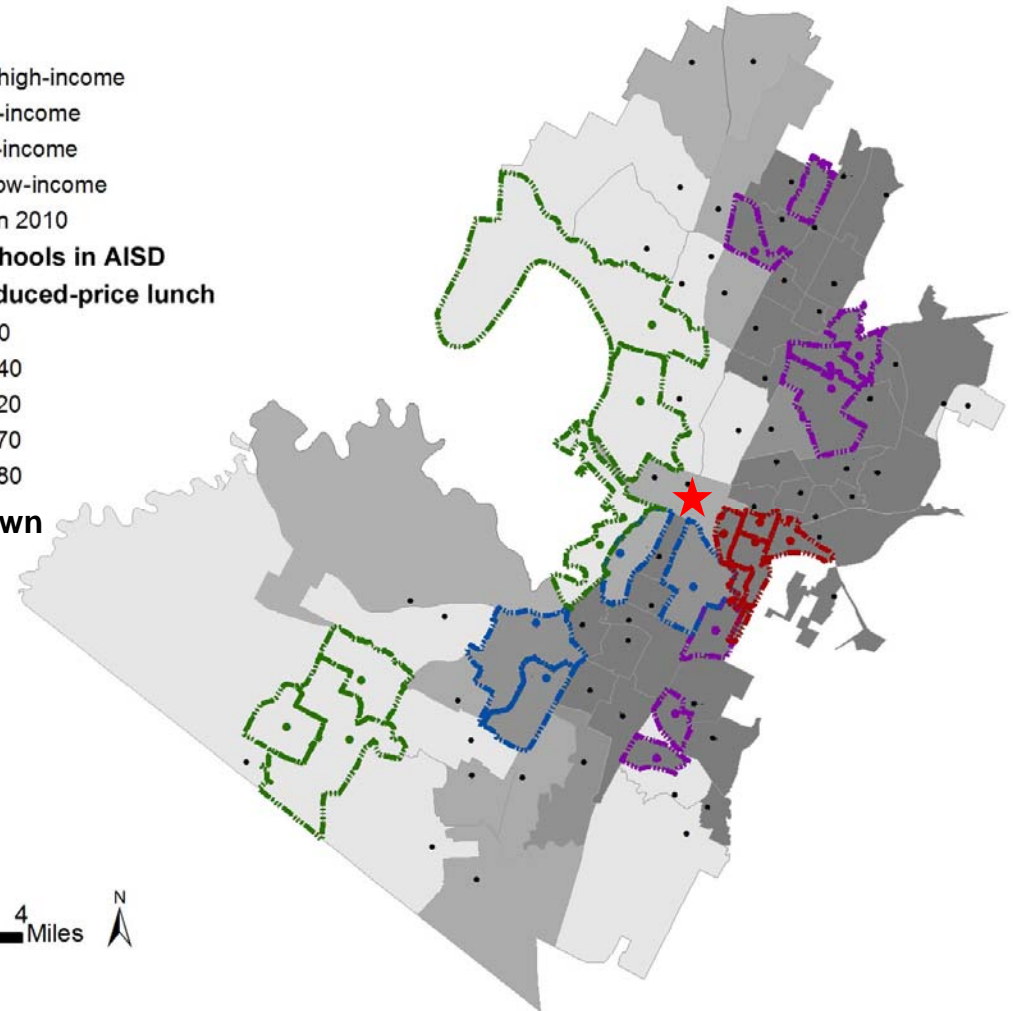 high-income
-income
-income
ow-income
n 2010
hools in AISD
duced-price lunch
0
40
20
70
80
wn
4
Miles
N